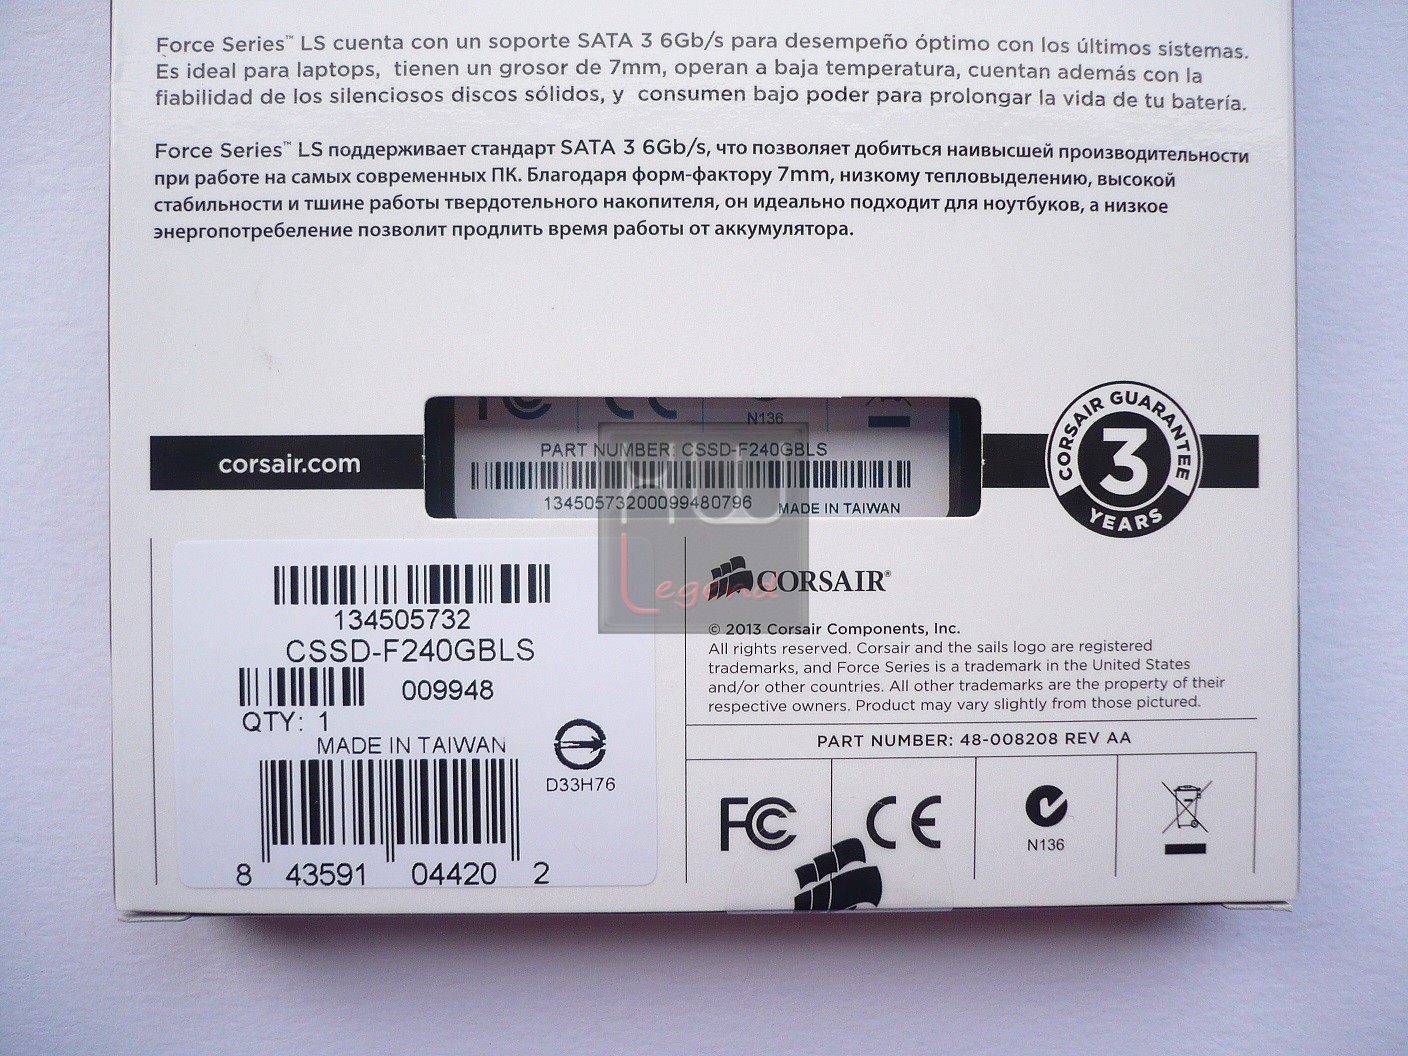 Force Series™ LS cuenta con un soporte SATA 3 6Gb/s para desempeño óptimo con los últimos sistemas.
Es ideal para laptops, tienen un grosor de 7mm, operan a baja temperatura, cuentan además con la
fiabilidad de los silenciosos discos sólidos, y consumen bajo poder para prolongar la vida de tu batería.
Force Series™ LS поддерживает стандарт SATA 3 6Gb/s, что позволяет добиться наивысшей производительности
при работе на самых современных ПК. Благодаря форм-фактору 7mm, низкому тепловыделению, высокой
стабильности и тшине работы твердотельного накопителя, он идеально подходит для ноутбуков, а низкое
энергопотребеление позволит продлить время работы от аккумулятора.
corsair.com
FC CE N136
PART NUMBER: CSSD-F240GBLS
13450573200099480796 MADE IN TAIWAN
CORSAIR GUARANTEE
3
YEARS
134505732
CSSD-F240GBLS
009948
QTY: 1
MADE IN TAIWAN
D33H76
8 43591 04420 2
Legend
CORSAIR®
© 2013 Corsair Components, Inc.
All rights reserved. Corsair and the sails logo are registered
trademarks, and Force Series is a trademark in the United States
and/or other countries. All other trademarks are the property of their
respective owners. Product may vary slightly from those pictured.
PART NUMBER: 48-008208 REV AA
FC CE N136